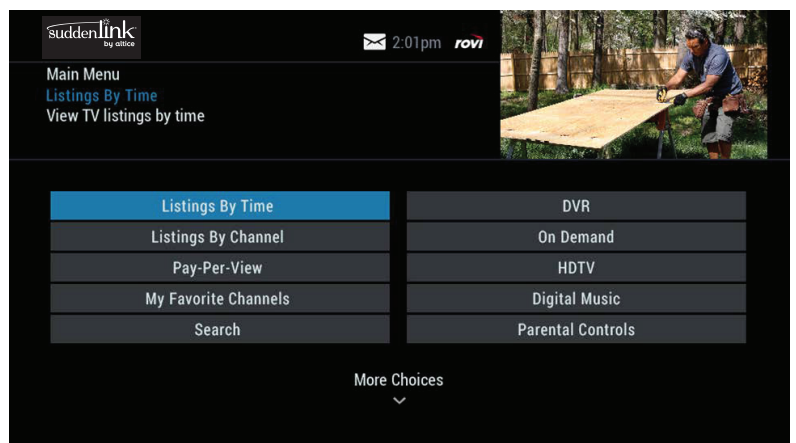 suddenlink
by altice
2:01pm rovi
Main Menu
Listings By Time
View TV listings by time
Listings By Time
DVR
Listings By Channel
On Demand
Pay-Per-View
HDTV
My Favorite Channels
Digital Music
Search
Parental Controls
More Choices